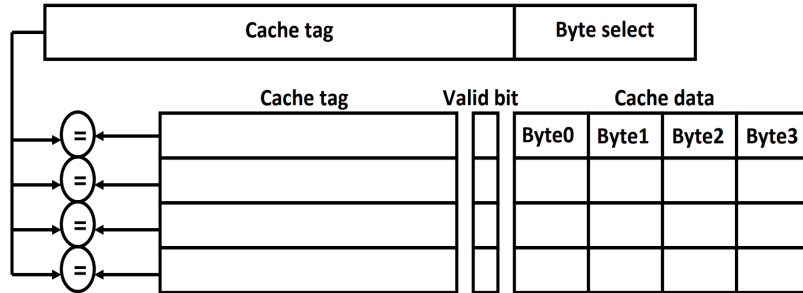 Cache tag Byte select
Cache tag Valid bit Cache data
= Byte0 Byte1 Byte2 Byte3
=
=
=